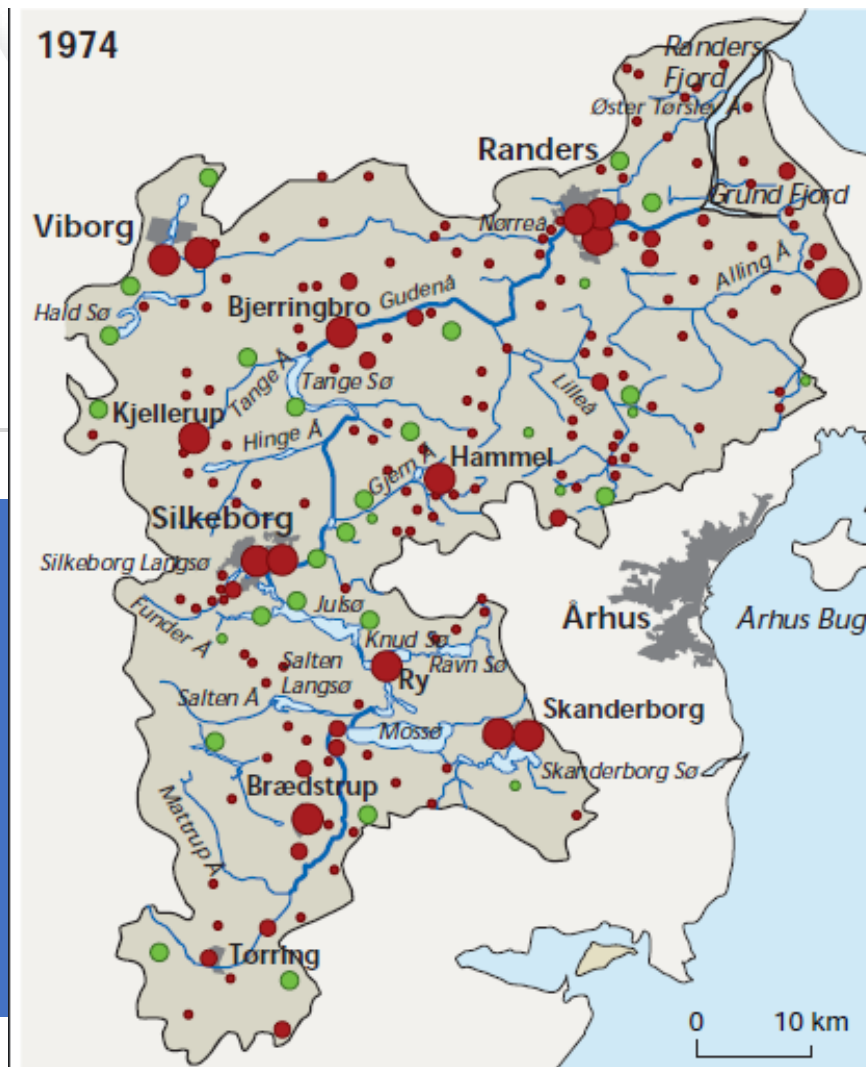 1974
Randers
Fjord
Øster Tørslev Å
Randers
Grund Fjord
Nørreå
Viborg
Alling Å
Gudenå
Hald Sø
Bjerringbro
Tange Å
Tange Sø
Lilleå
Kjellerup
Hinge Å
Gjern Å
Hammel
Silkeborg
Silkeborg Langsø
Julsø
Århus
Århus Bug
Funder Å
Knud Sø
Salten
Langsø
Ravn Sø
Ry
Salten Å
Skanderborg
Mossø
Skanderborg Sø
Brædstrup
Mattrup Å
Tørring
0 10 km